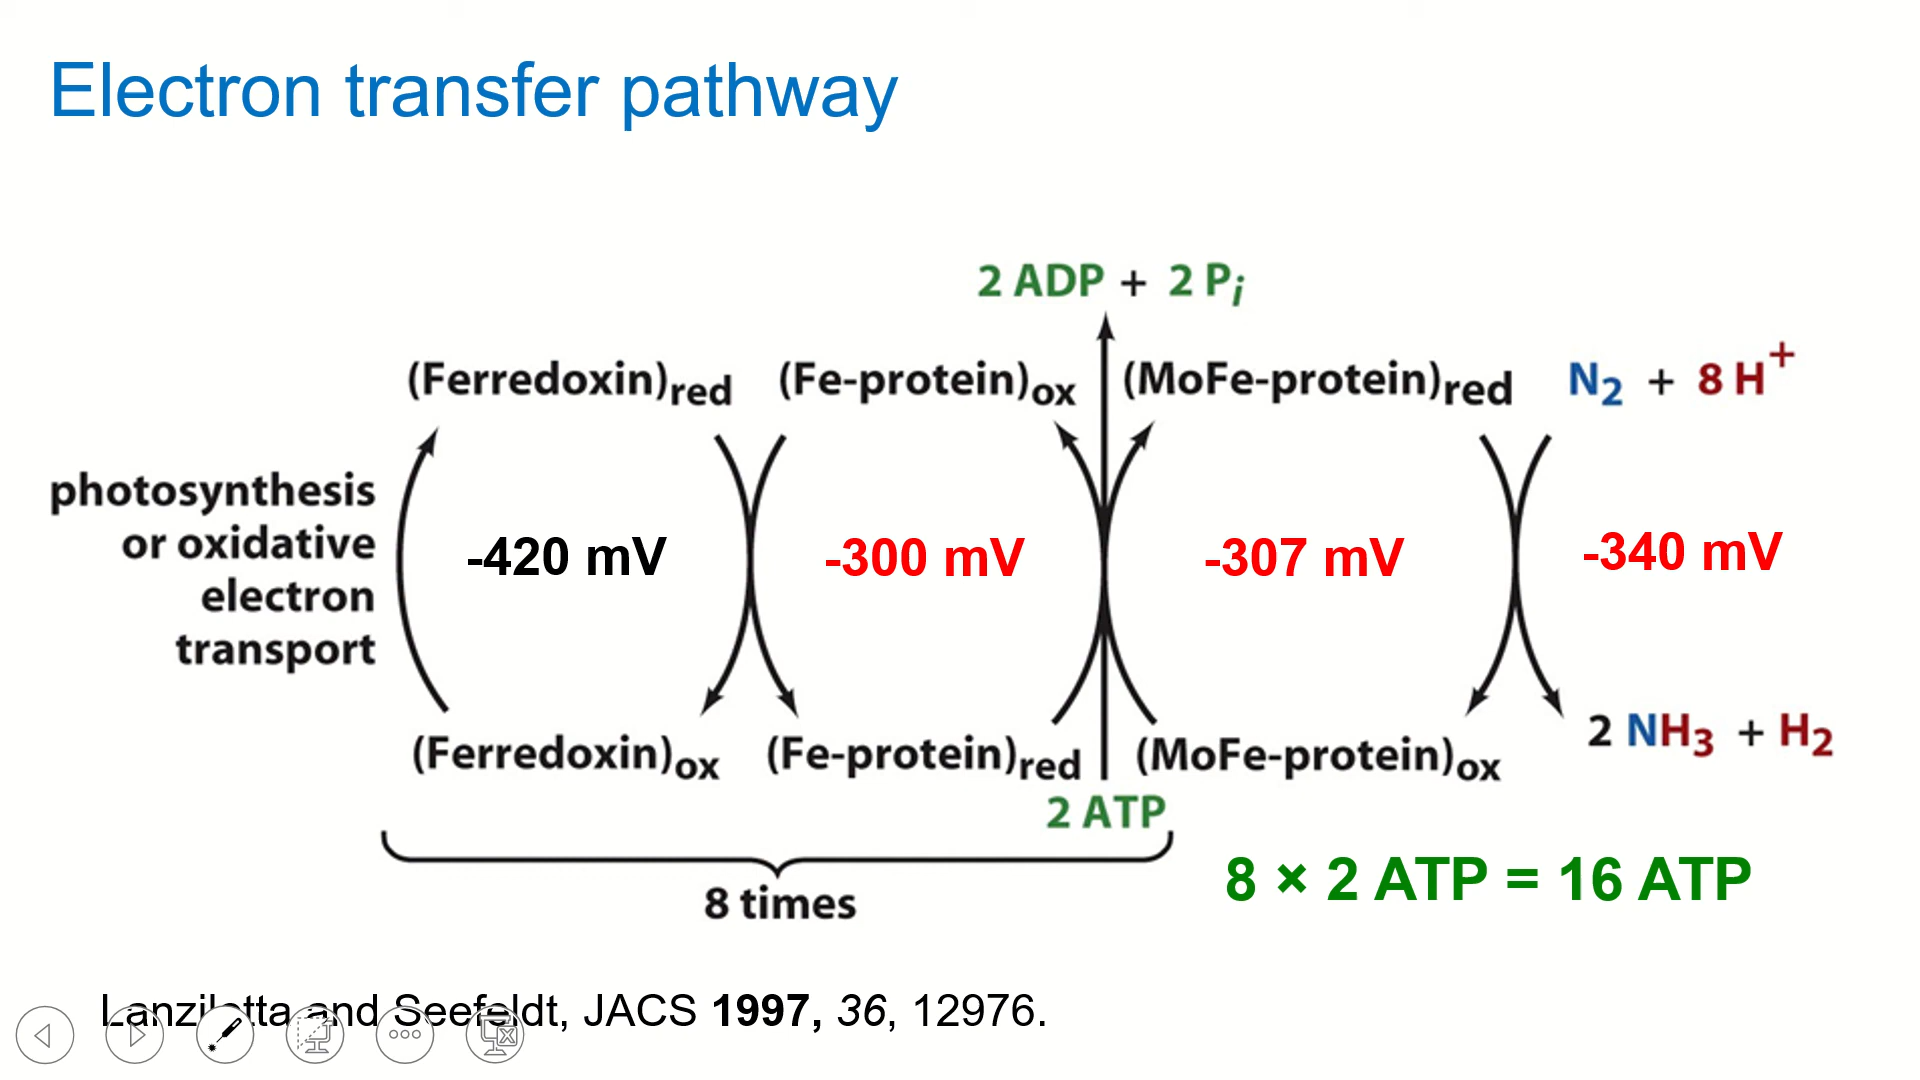 Electron transfer pathway
2 ADP + 2 Pi
(Ferredoxin)red (Fe-protein)ox (MoFe-protein)red N2 + 8 H+
photosynthesis
or oxidative
electron
transport
-420 mV -300 mV -307 mV -340 mV
(Ferredoxin)ox (Fe-protein)red (MoFe-protein)ox 2 NH3 + H2
2 ATP
8 times
8 × 2 ATP = 16 ATP
Lanzilotta and Seefeldt, JACS 1997, 36, 12976.